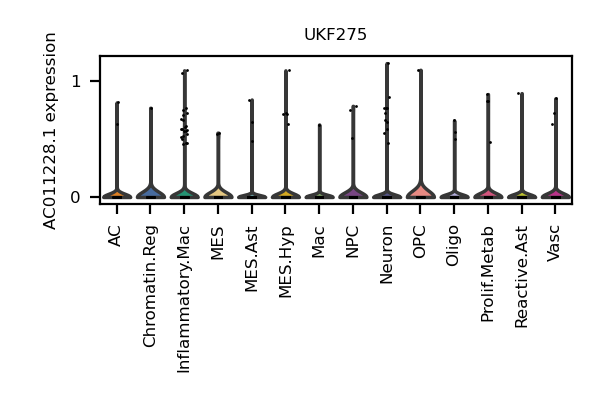 UKF275
AC011228.1 expression
1
0
AC
Chromatin.Reg
Inflammatory.Mac
MES
MES.Ast
MES.Hyp
Mac
NPC
Neuron
OPC
Oligo
Prolif.Metab
Reactive.Ast
Vasc